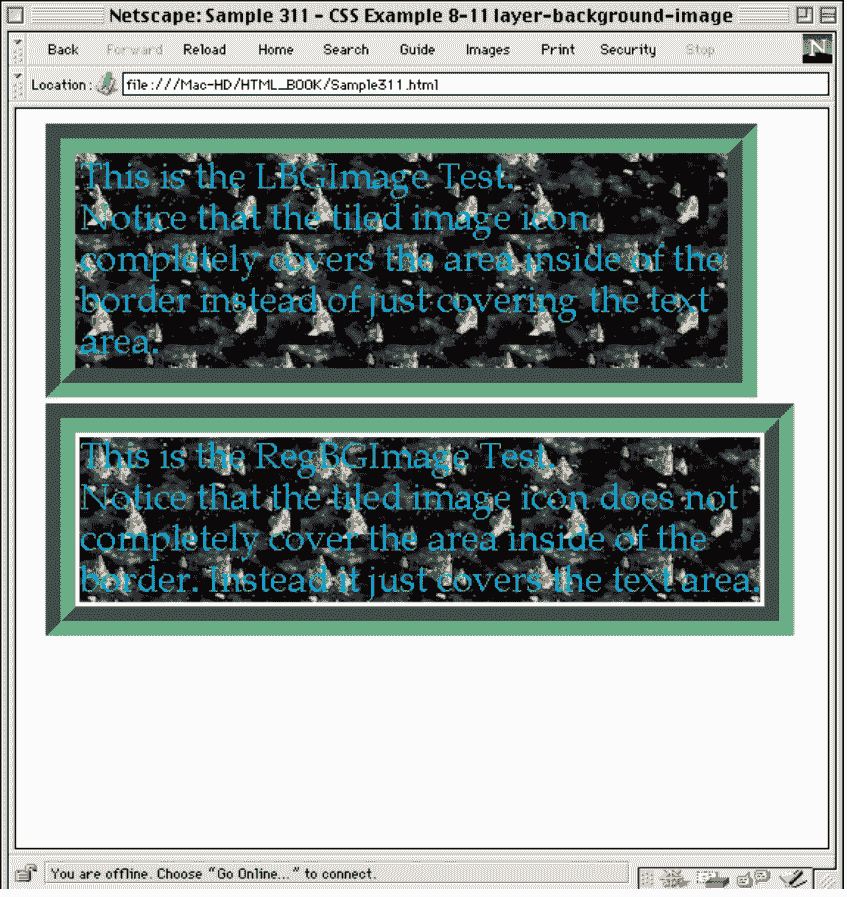 Netscape: Sample 311 - CSS Example 8-11 layer-background-image
Back Forward Reload Home Search Guide Images Print Security Stop
N
Location: file:///Mac-HD/HTML_BOOK/Sample311.html
This is the LBGImage Test.
Notice that the tiled image icon
completely covers the area inside of the
border instead of just covering the text
area.
This is the RegBGImage Test.
Notice that the tiled image icon does not
completely cover the area inside of the
border. Instead it just covers the text area.
You are offline. Choose "Go Online..." to connect.